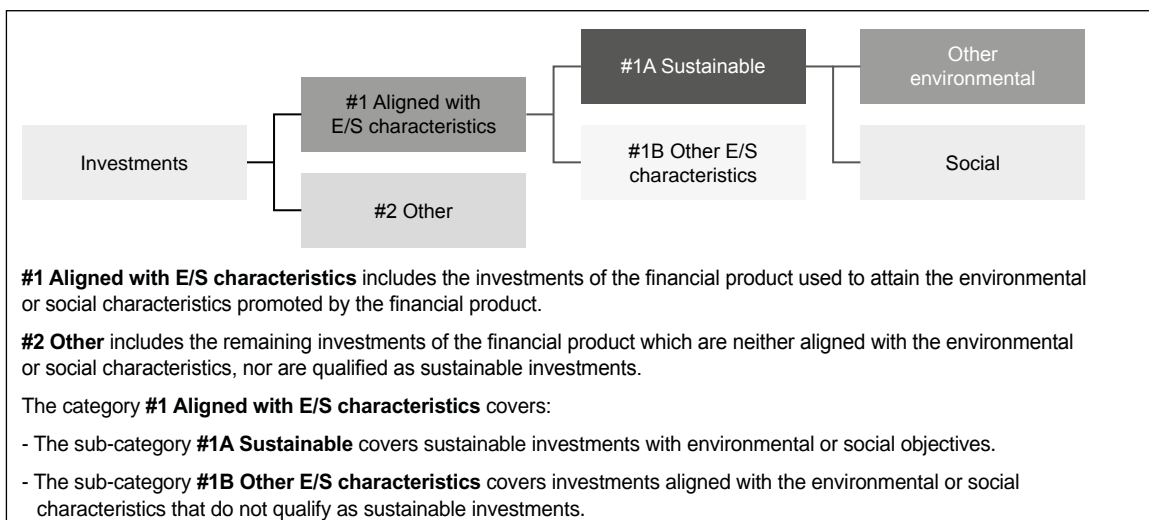 Investments
#1 Aligned with
E/S characteristics
#2 Other
#1A Sustainable
#1B Other E/S
characteristics
Other
environmental
Social
#1 Aligned with E/S characteristics includes the investments of the financial product used to attain the environmental
or social characteristics promoted by the financial product.
#2 Other includes the remaining investments of the financial product which are neither aligned with the environmental
or social characteristics, nor are qualified as sustainable investments.
The category #1 Aligned with E/S characteristics covers:
- The sub-category #1A Sustainable covers sustainable investments with environmental or social objectives.
- The sub-category #1B Other E/S characteristics covers investments aligned with the environmental or social
characteristics that do not qualify as sustainable investments.